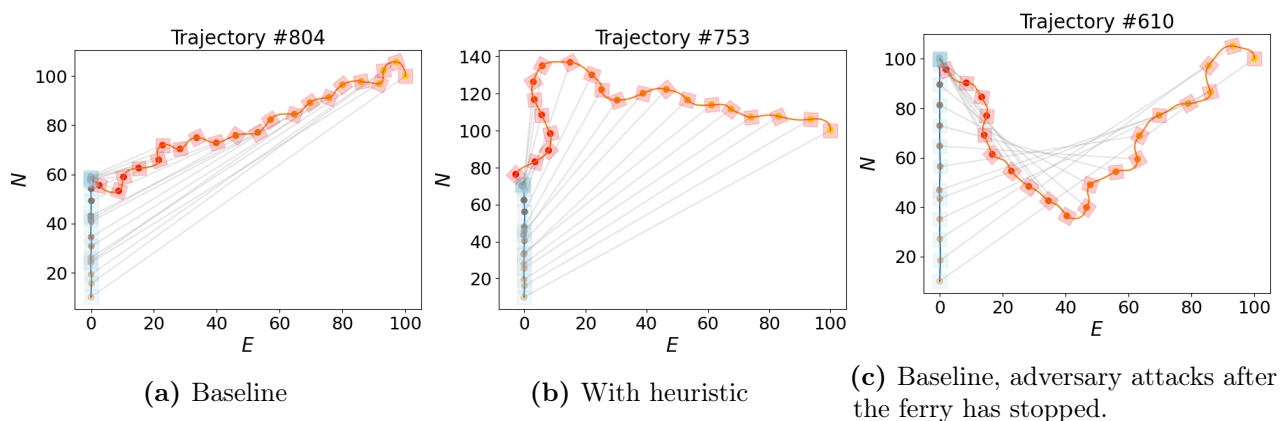 Trajectory #804
N
100
80
60
40
20
0 20 40 60 80 100
E
(a) Baseline
Trajectory #753
N
140
120
100
80
60
40
20
0 20 40 60 80 100
E
(b) With heuristic
Trajectory #610
N
100
80
60
40
20
0 20 40 60 80 100
E
(c) Baseline, adversary attacks after
the ferry has stopped.